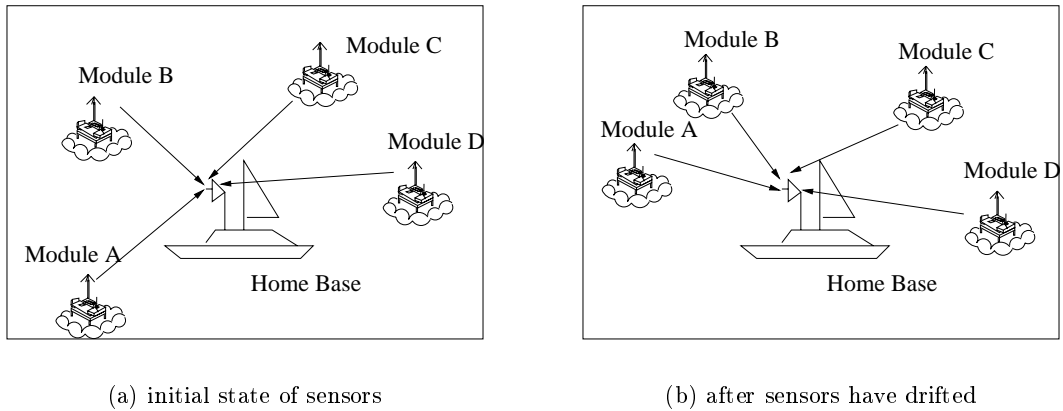 Module C
Module B
Module D
Module A
Home Base
(a) initial state of sensors
Module B
Module C
Module A
Module D
Home Base
(b) after sensors have drifted